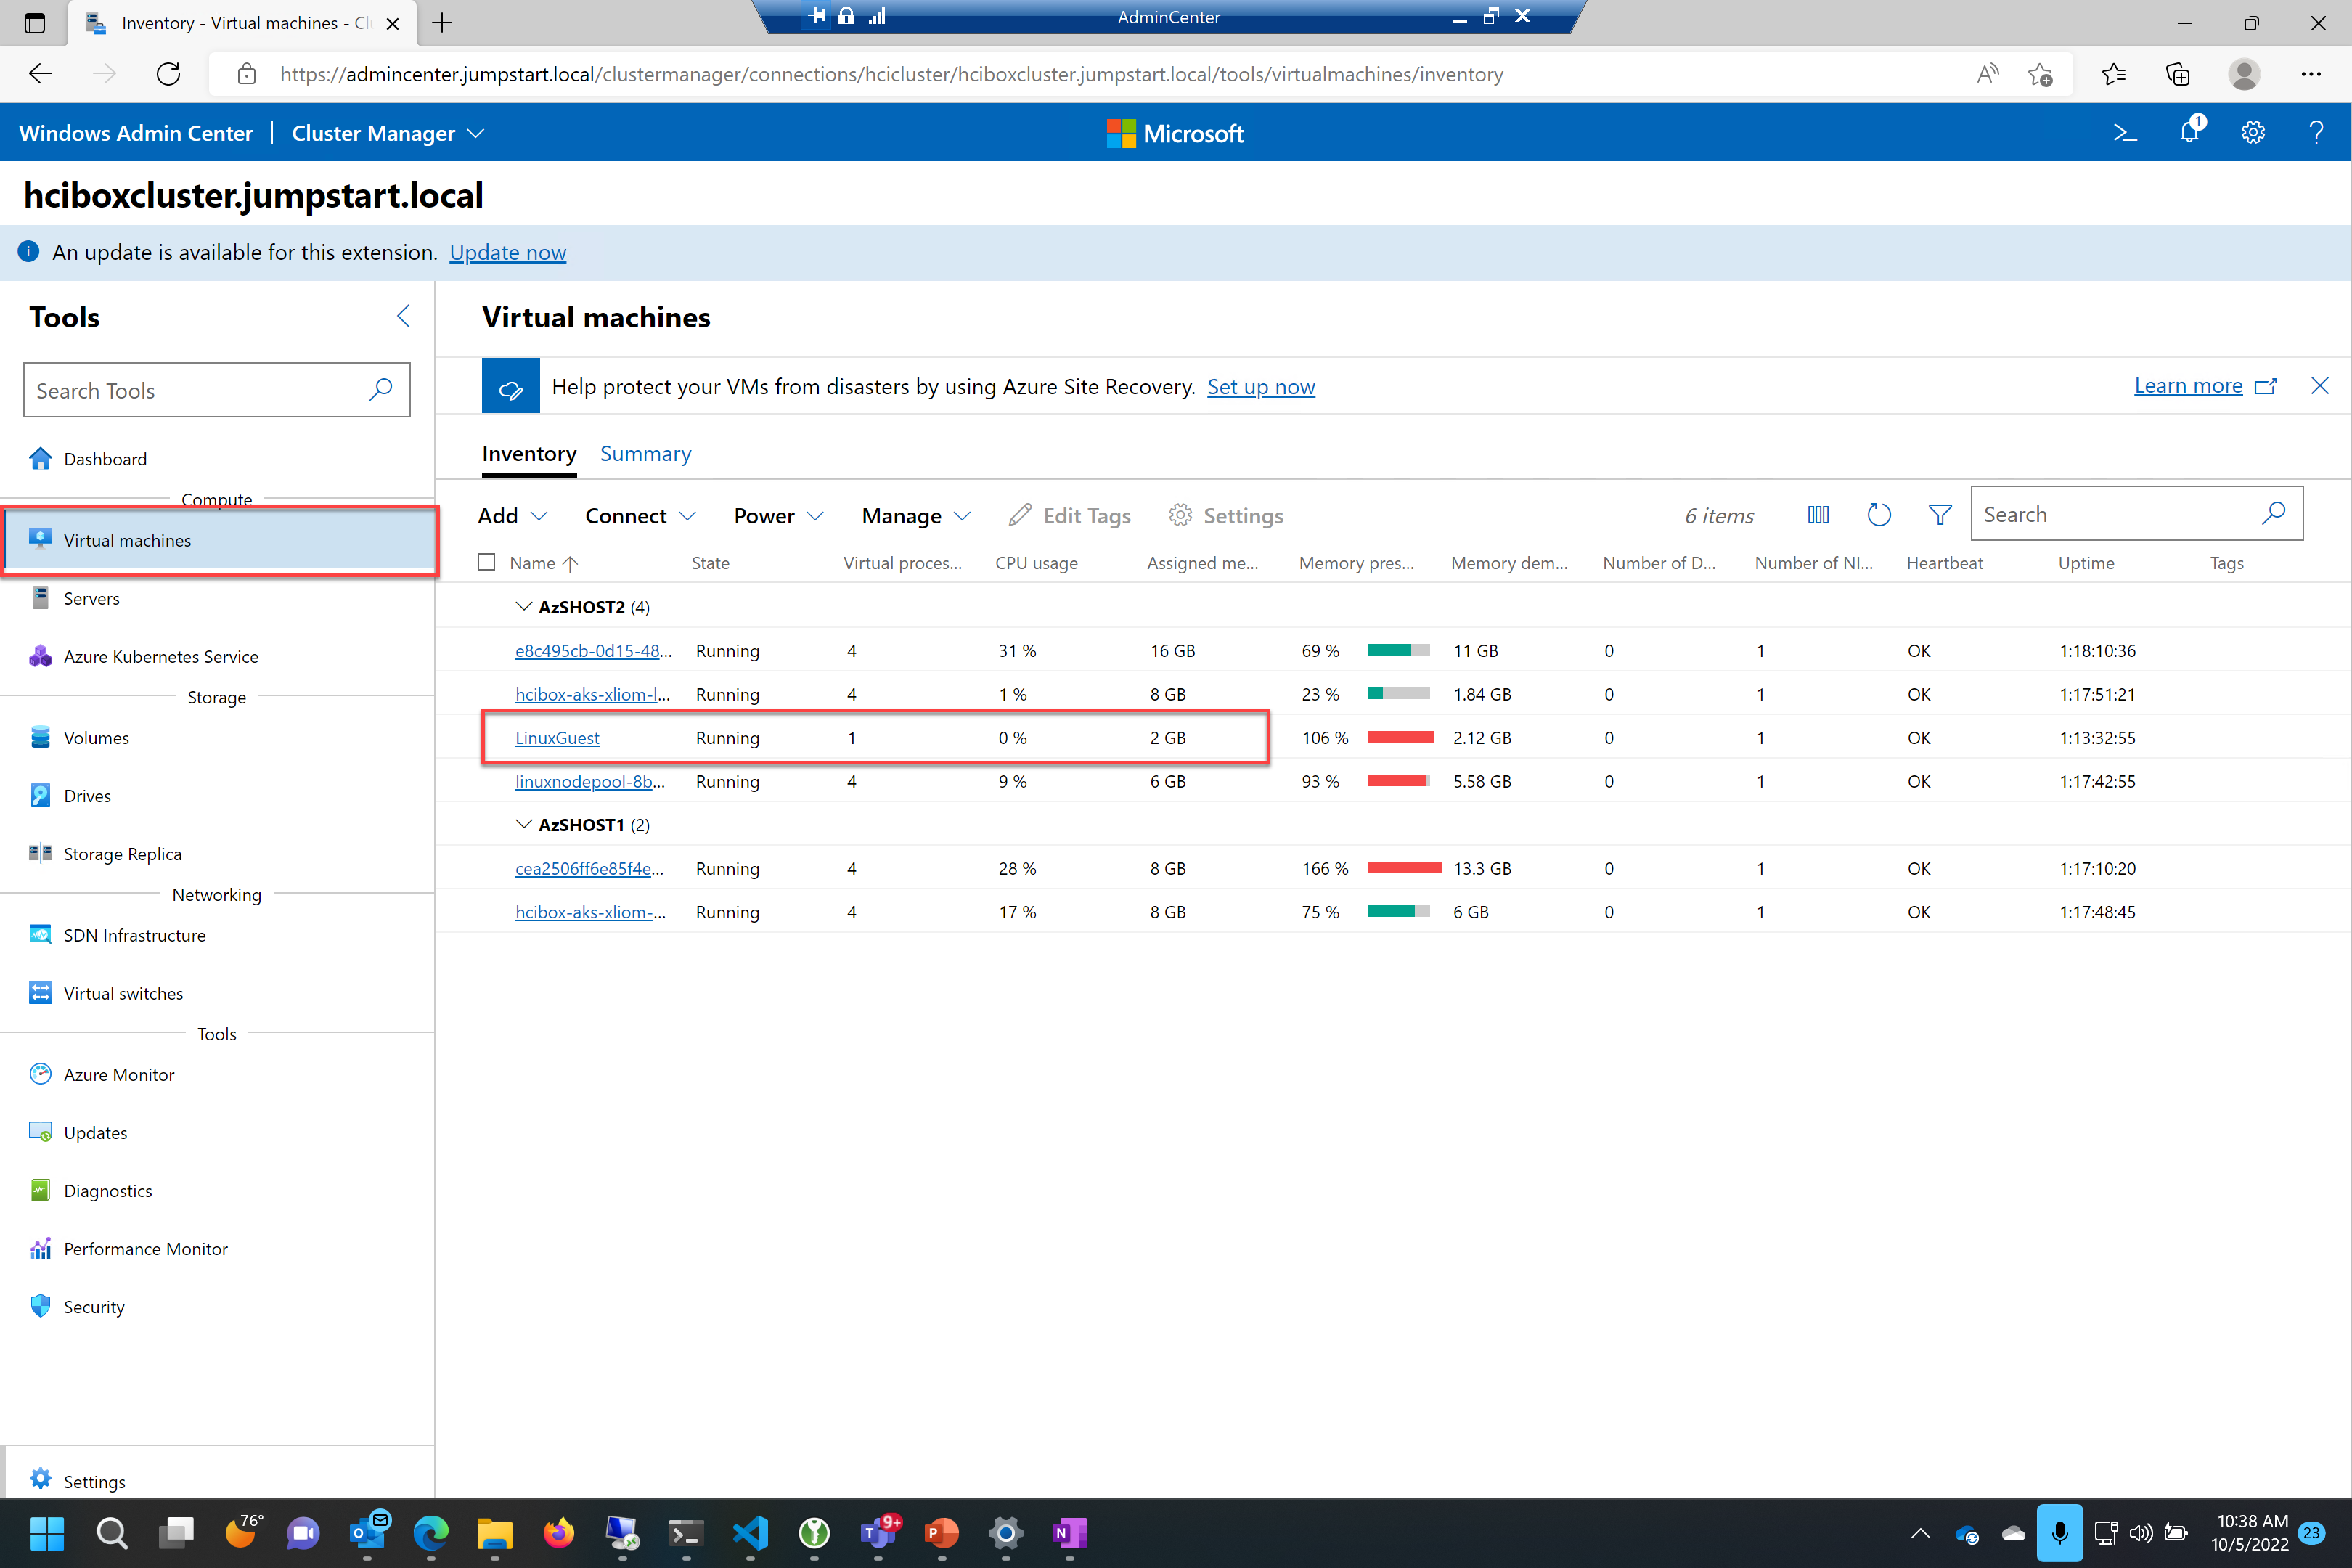 Inventory - Virtual machines - Cl
AdminCenter
https://admincenter.jumpstart.local/clustermanager/connections/hcicluster/hciboxcluster.jumpstart.local/tools/virtualmachines/inventory
Windows Admin Center | Cluster Manager
Microsoft
1
hciboxcluster.jumpstart.local
An update is available for this extension. Update now
Tools
Search Tools
Dashboard
Compute
Virtual machines
Servers
Azure Kubernetes Service
Storage
Volumes
Drives
Storage Replica
Networking
SDN Infrastructure
Virtual switches
Tools
Azure Monitor
Updates
Diagnostics
Performance Monitor
Security
Settings
Virtual machines
Help protect your VMs from disasters by using Azure Site Recovery. Set up now
Learn more
Inventory Summary
Add Connect Power Manage Edit Tags Settings 6 items Search
Name State Virtual proces... CPU usage Assigned me... Memory pres... Memory dem... Number of D... Number of NI... Heartbeat Uptime Tags
AzSHOST2 (4)
e8c495cb-0d15-48... Running 4 31 % 16 GB 69 % 11 GB 0 1 OK 1:18:10:36
hcibox-aks-xliom-l... Running 4 1 % 8 GB 23 % 1.84 GB 0 1 OK 1:17:51:21
LinuxGuest Running 1 0 % 2 GB 106 % 2.12 GB 0 1 OK 1:13:32:55
linuxnodepool-8b... Running 4 9 % 6 GB 93 % 5.58 GB 0 1 OK 1:17:42:55
AzSHOST1 (2)
cea2506ff6e85f4e... Running 4 28 % 8 GB 166 % 13.3 GB 0 1 OK 1:17:10:20
hcibox-aks-xliom-... Running 4 17 % 8 GB 75 % 6 GB 0 1 OK 1:17:48:45
76°
9+
10:38 AM
10/5/2022
23